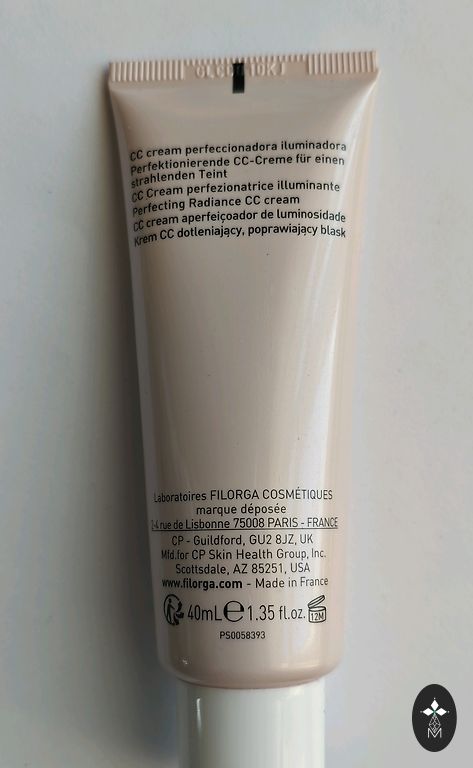 CC cream perfeccionadora iluminadora
Perfektionierende CC-Creme für einen
strahlenden Teint
CC Cream perfezionatrice illuminante
Perfecting Radiance CC cream
CC cream aperfeiçoador de luminosidade
Krem CC dotleniający, poprawiający blask
Laboratoires FILORGA COSMÉTIQUES
marque déposée
2-4 rue de Lisbonne 75008 PARIS - FRANCE
CP - Guildford, GU2 8JZ, UK
Mfd.for CP Skin Health Group, Inc.
Scottsdale, AZ 85251, USA
www.filorga.com - Made in France
40mL℮1.35 fl.oz. 12M
PS0058393